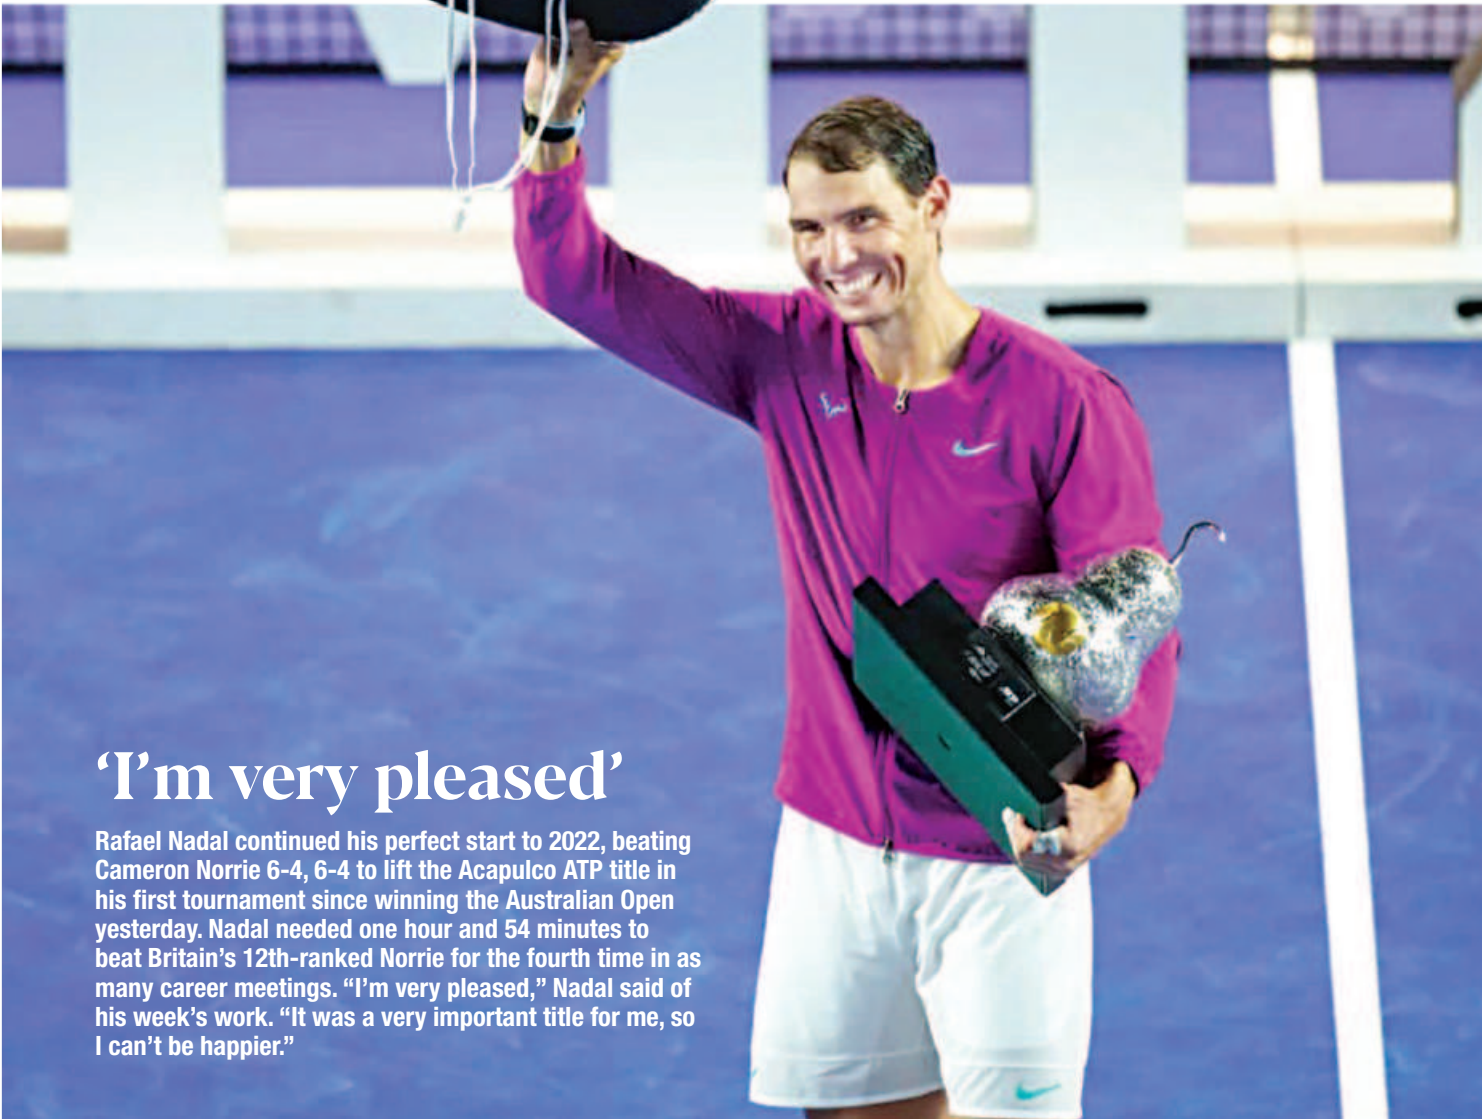 ‘I’m very pleased’
Rafael Nadal continued his perfect start to 2022, beating
Cameron Norrie 6-4, 6-4 to lift the Acapulco ATP title in
his first tournament since winning the Australian Open
yesterday. Nadal needed one hour and 54 minutes to
beat Britain’s 12th-ranked Norrie for the fourth time in as
many career meetings. “I’m very pleased,” Nadal said of
his week’s work. “It was a very important title for me, so
I can’t be happier.”